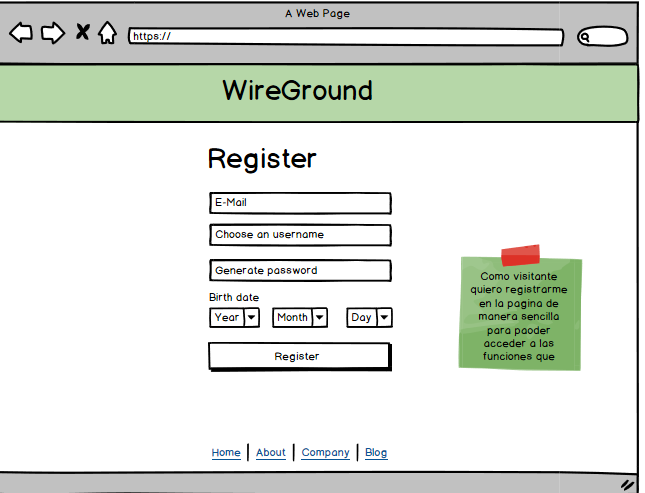 A Web Page
https://
WireGround
Register
E-Mail
Choose an username
Generate password
Birth date
Year Month Day
Register
Como visitante
quiero registrarme
en la pagina de
manera sencilla
para paoder
acceder a las
funciones que
Home About Company Blog